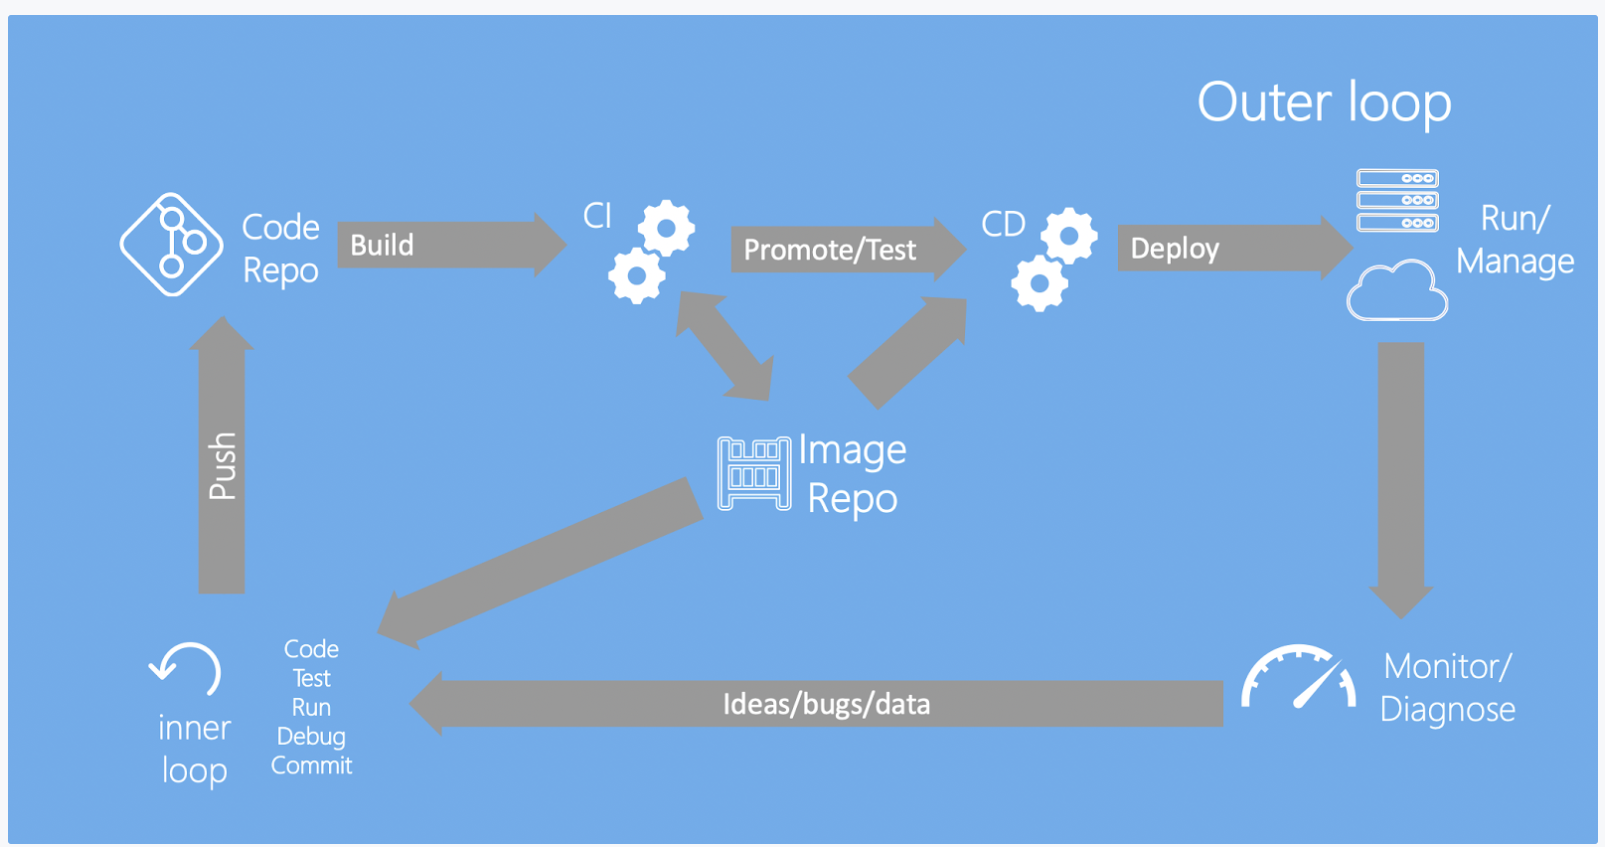 Outer loop
Code
Repo
Build
CI
Promote/Test
CD
Deploy
Run/
Manage
Push
Image
Repo
inner
loop
Code
Test
Run
Debug
Commit
Ideas/bugs/data
Monitor/
Diagnose